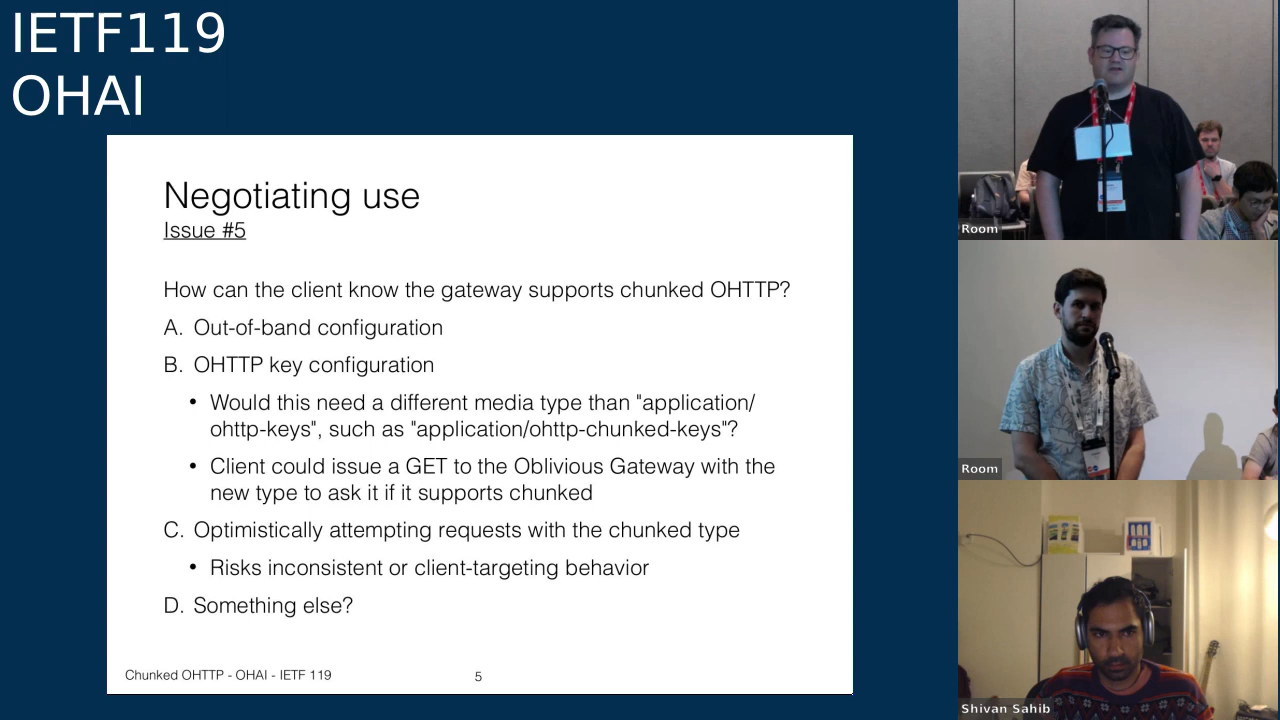 IETF119
OHAI
Negotiating use
Issue #5
How can the client know the gateway supports chunked OHTTP?
A. Out-of-band configuration
B. OHTTP key configuration
• Would this need a different media type than "application/
ohttp-keys", such as "application/ohttp-chunked-keys"?
• Client could issue a GET to the Oblivious Gateway with the
new type to ask it if it supports chunked
C. Optimistically attempting requests with the chunked type
• Risks inconsistent or client-targeting behavior
D. Something else?
Chunked OHTTP - OHAI - IETF 119
5
Room
Room
Shivan Sahib